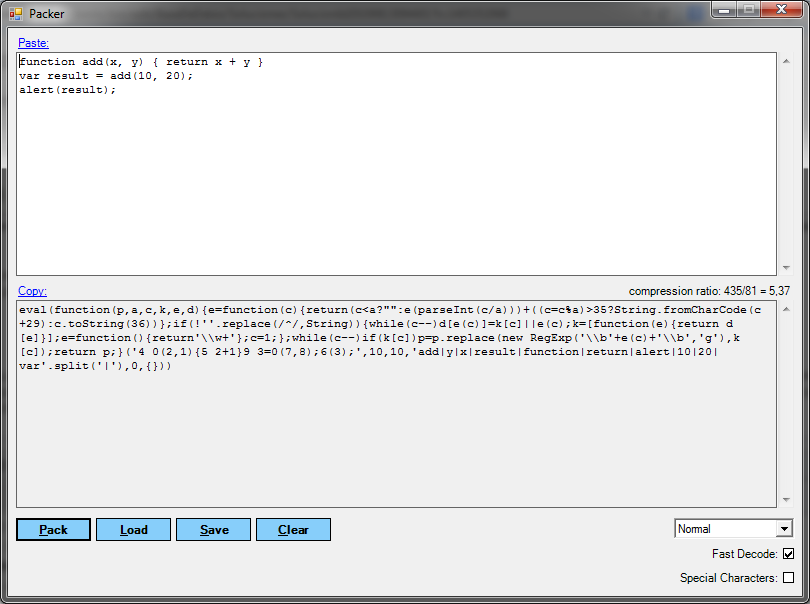 Packer
Paste:
function add(x, y) { return x + y }
var result = add(10, 20);
alert(result);
Copy:
compression ratio: 435/81 = 5,37
eval(function(p,a,c,k,e,d){e=function(c){return(c<a?"":e(parseInt(c/a)))+((c=c%a)>35?String.fromCharCode(c
+29):c.toString(36))};if(!''.replace(/^/,String)){while(c--)d[e(c)]=k[c]||e(c);k=[function(e){return d
[e]}];e=function(){return'\\w+'};c=1;};while(c--)if(k[c])p=p.replace(new RegExp('\\b'+e(c)+'\\b','g'),k
[c]);return p;}('4 0(2,1){5 2+1}9 3=0(7,8);6(3);',10,10,'add|y|x|result|function|return|alert|10|20|
var'.split('|'),0,{}))
Pack
Load
Save
Clear
Normal
Fast Decode:
Special Characters: